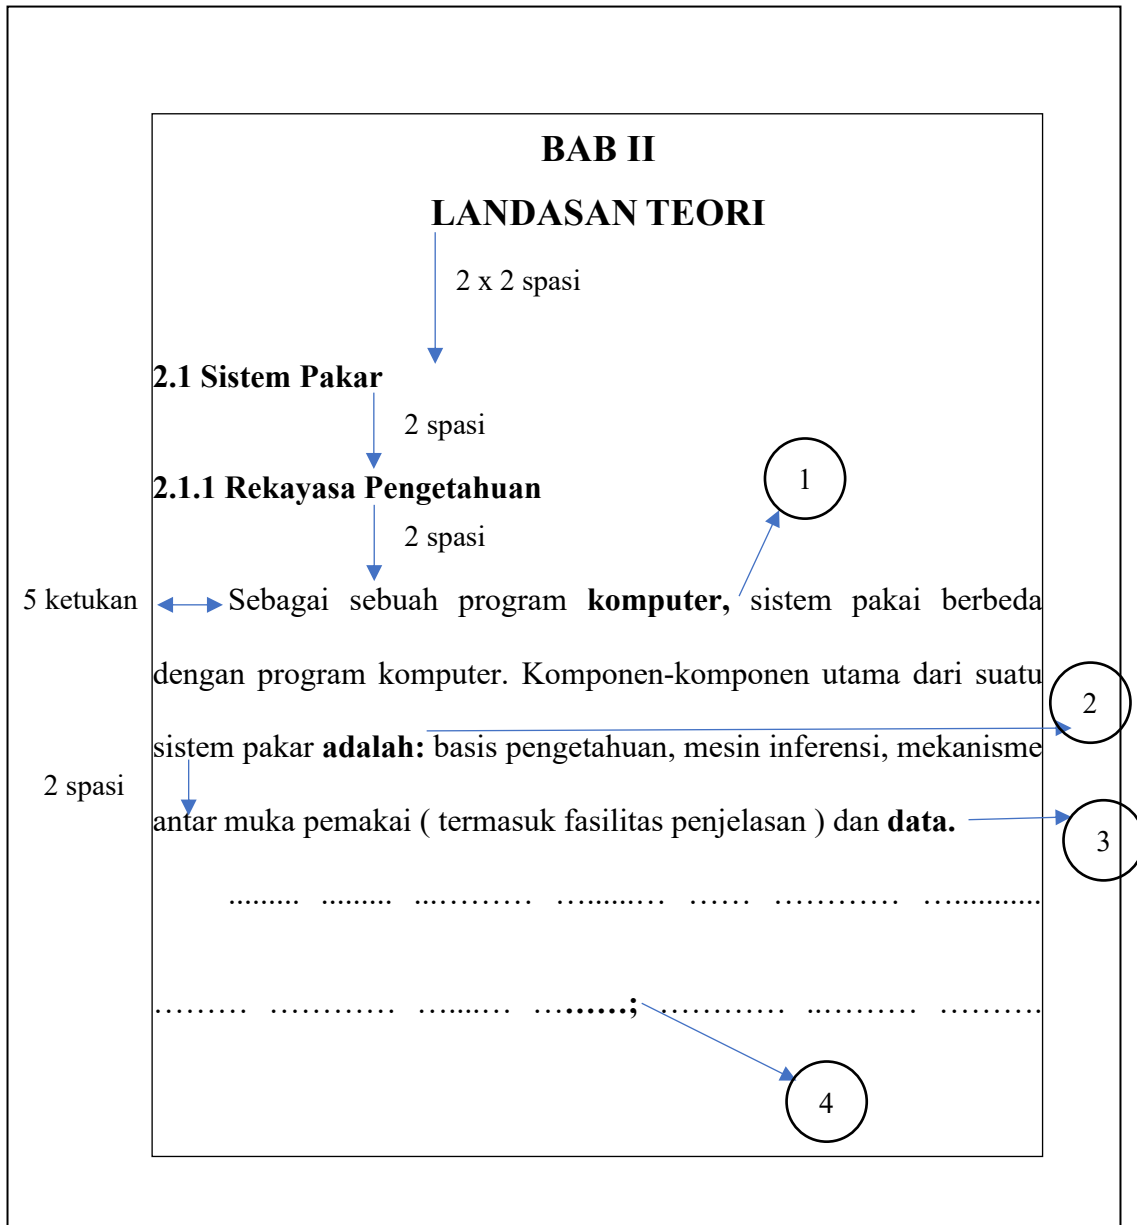 BAB II
LANDASAN TEORI
2 x 2 spasi
2.1 Sistem Pakar
2 spasi
2.1.1 Rekayasa Pengetahuan
1
2 spasi
5 ketukan
Sebagai sebuah program komputer, sistem pakai berbeda
dengan program komputer. Komponen-komponen utama dari suatu
2
sistem pakar adalah: basis pengetahuan, mesin inferensi, mekanisme
2 spasi
antar muka pemakai ( termasuk fasilitas penjelasan ) dan data.
3
......... ......... ...……… …......… …… ………… …...........
……… ………… …....… ….......; ………… ..……… ……….
4